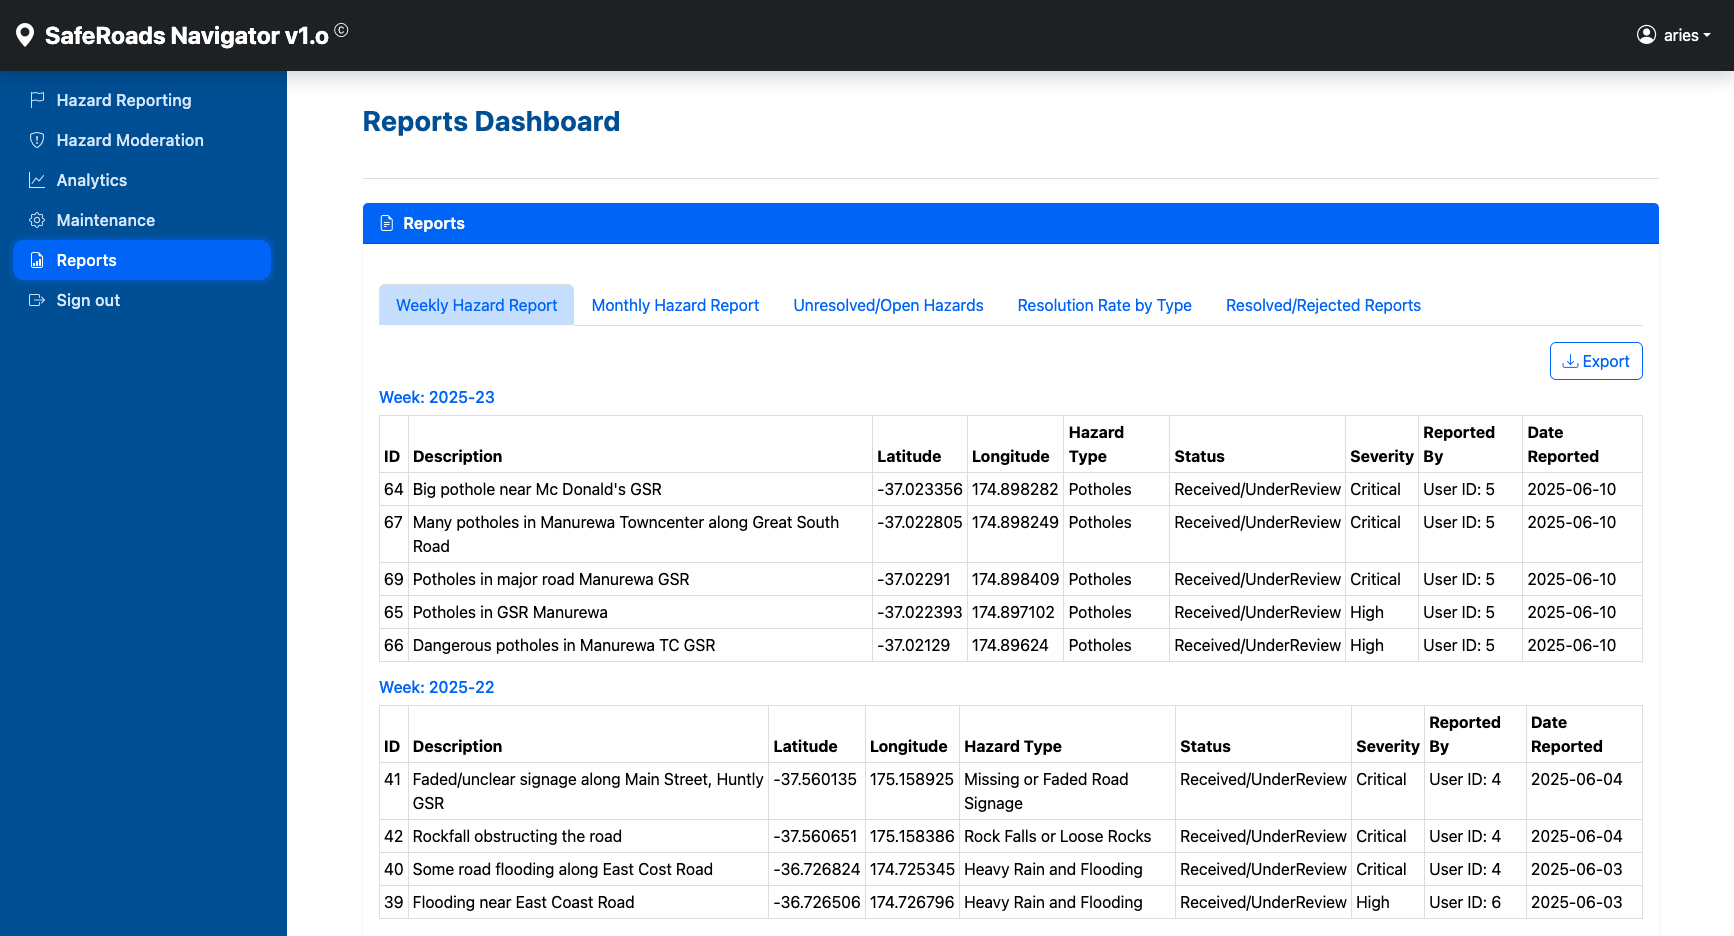 SafeRoads Navigator v1.o ©
aries
Hazard Reporting
Hazard Moderation
Analytics
Maintenance
Reports
Sign out
Reports Dashboard
Reports
Weekly Hazard Report Monthly Hazard Report Unresolved/Open Hazards Resolution Rate by Type Resolved/Rejected Reports
Export
Week: 2025-23
ID Description Latitude Longitude Hazard Type Status Severity Reported By Date Reported
64 Big pothole near Mc Donald's GSR -37.023356 174.898282 Potholes Received/UnderReview Critical User ID: 5 2025-06-10
67 Many potholes in Manurewa Towncenter along Great South Road -37.022805 174.898249 Potholes Received/UnderReview Critical User ID: 5 2025-06-10
69 Potholes in major road Manurewa GSR -37.02291 174.898409 Potholes Received/UnderReview Critical User ID: 5 2025-06-10
65 Potholes in GSR Manurewa -37.022393 174.897102 Potholes Received/UnderReview High User ID: 5 2025-06-10
66 Dangerous potholes in Manurewa TC GSR -37.02129 174.89624 Potholes Received/UnderReview High User ID: 5 2025-06-10
Week: 2025-22
ID Description Latitude Longitude Hazard Type Status Severity Reported By Date Reported
41 Faded/unclear signage along Main Street, Huntly GSR -37.560135 175.158925 Missing or Faded Road Signage Received/UnderReview Critical User ID: 4 2025-06-04
42 Rockfall obstructing the road -37.560651 175.158386 Rock Falls or Loose Rocks Received/UnderReview Critical User ID: 4 2025-06-04
40 Some road flooding along East Cost Road -36.726824 174.725345 Heavy Rain and Flooding Received/UnderReview Critical User ID: 4 2025-06-03
39 Flooding near East Coast Road -36.726506 174.726796 Heavy Rain and Flooding Received/UnderReview High User ID: 6 2025-06-03